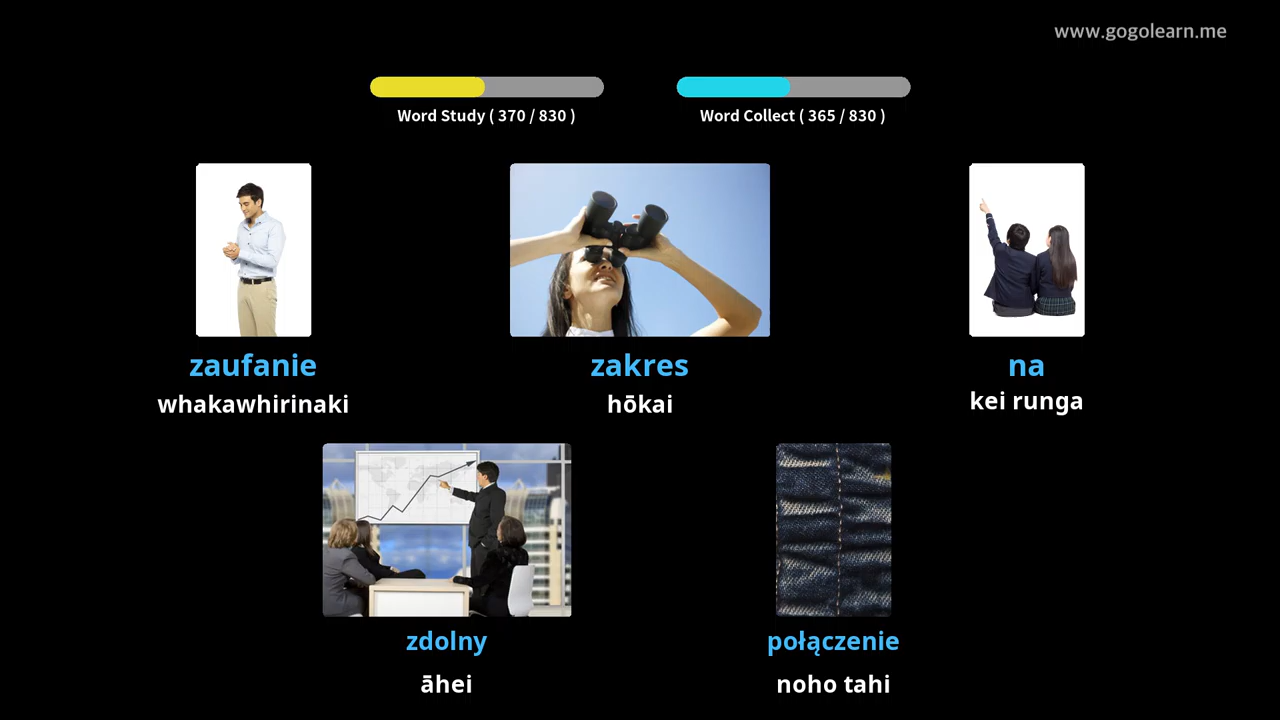 www.gogolearn.me
Word Study ( 370 / 830 )
Word Collect ( 365 / 830 )
zaufanie
whakawhirinaki
zakres
hōkai
na
kei runga
zdolny
āhei
połączenie
noho tahi